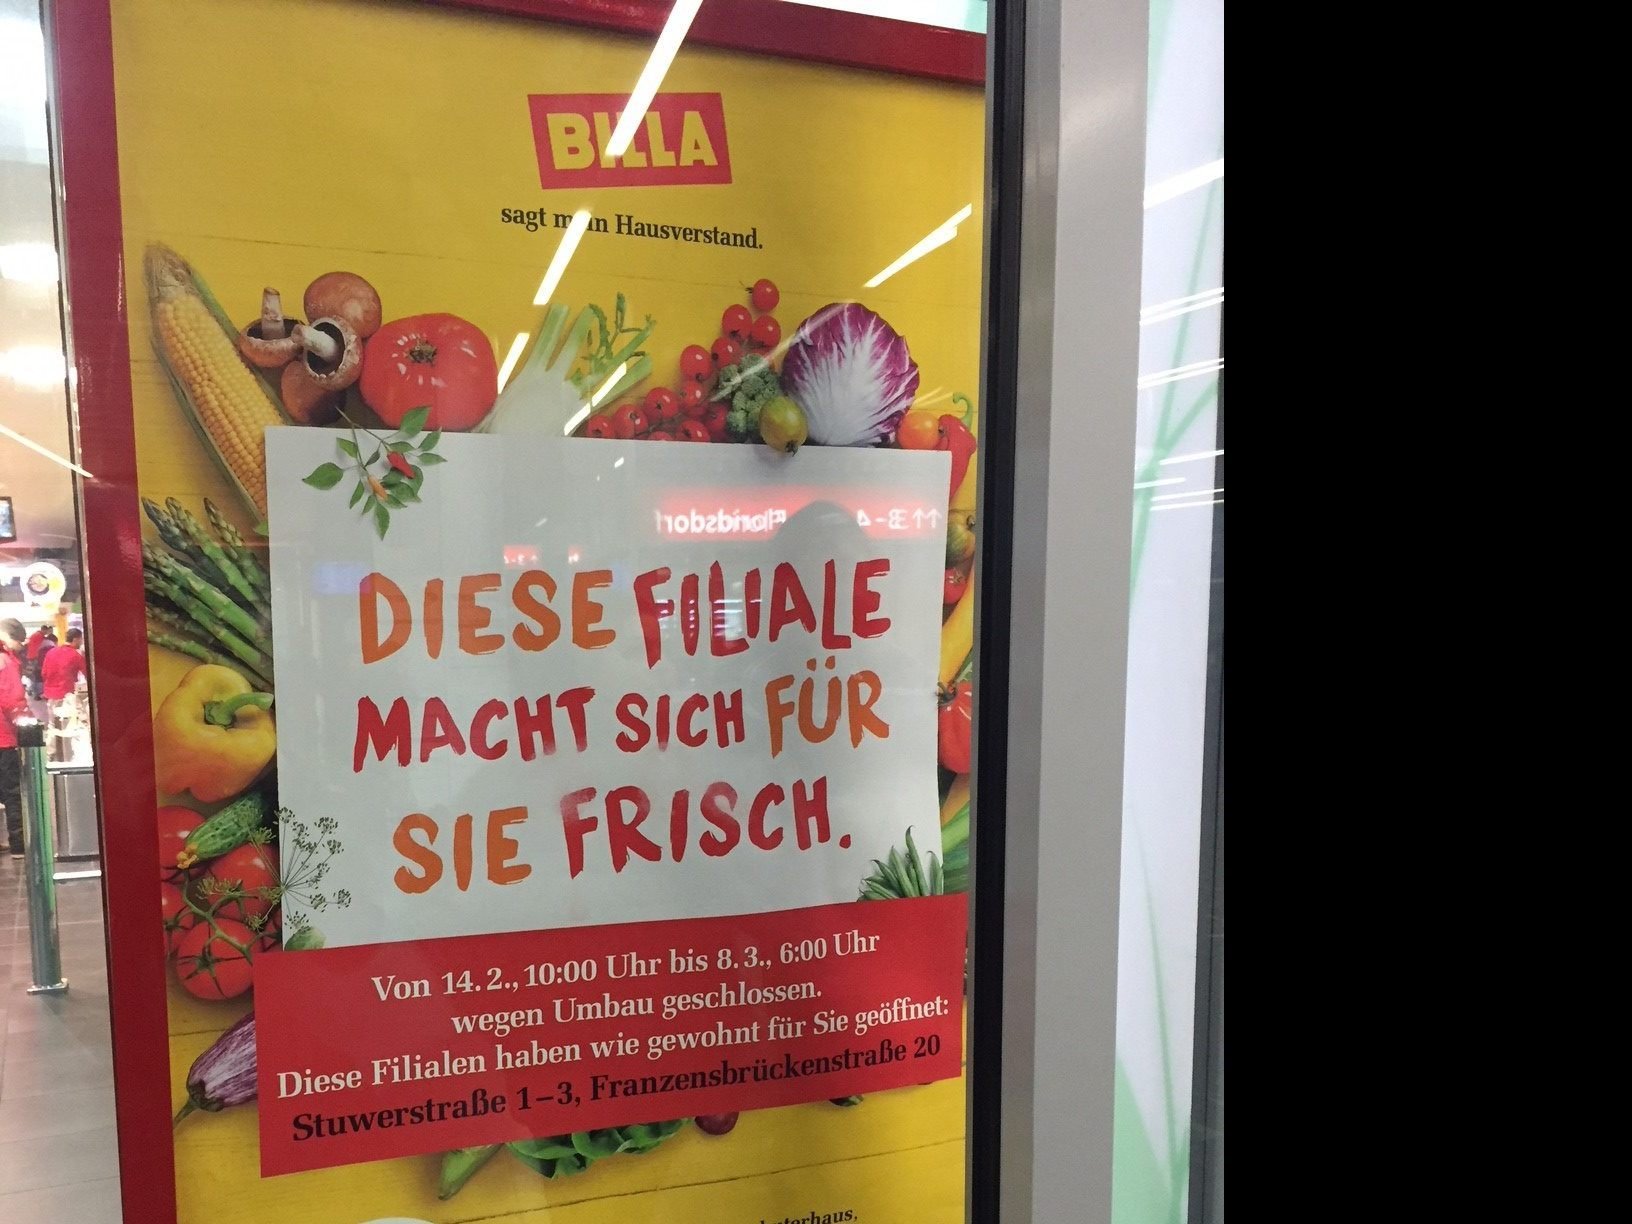 BILLA
sagt mein Hausverstand.
DIESE FILIALE
MACHT SICH FÜR
SIE FRISCH.
Von 14. 2., 10:00 Uhr bis 8. 3., 6:00 Uhr
wegen Umbau geschlossen.
Diese Filialen haben wie gewohnt für Sie geöffnet:
Stuwerstraße 1–3, Franzensbrückenstraße 20